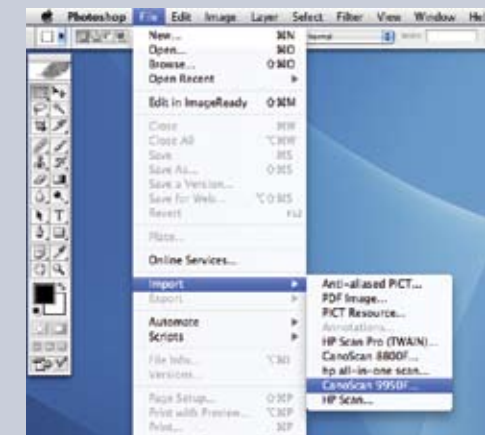 Photoshop File Edit Image Layer Select Filter View Window Hel
New... ⌘N
Open... ⌘O
Browse... ⇧⌘O
Open Recent
Edit in ImageReady ⇧⌘M
Close ⌘W
Close All ⌥⌘W
Save ⌘S
Save As... ⇧⌘S
Save a Version...
Save for Web... ⌥⇧⌘S
Revert F12
Place...
Online Services...
Import
Export
Automate
Scripts
File Info...
Versions...
Page Setup... ⇧⌘P
Print with Preview... ⌥⌘P
Print... ⌘P
Anti-aliased PICT...
PDF Image...
PICT Resource...
Annotations...
HP Scan Pro (TWAIN)...
CanoScan 8800F...
hp all-in-one scan...
CanoScan 9950F...
HP Scan...